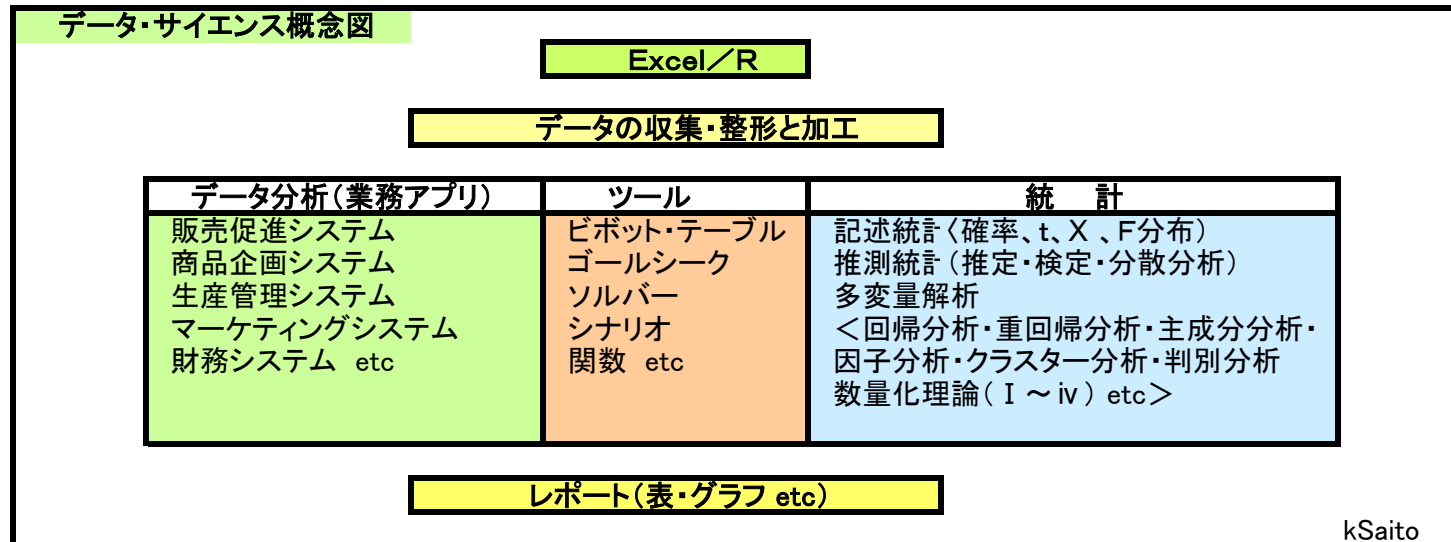 データ・サイエンス概念図
Excel／R
データの収集・整形と加工
データ分析（業務アプリ） ツール 統　計
販売促進システム ピボット・テーブル 記述統計〈確率、t、X 、F分布）
商品企画システム ゴールシーク 推測統計（推定・検定・分散分析）
生産管理システム ソルバー 多変量解析
マーケティングシステム シナリオ ＜回帰分析・重回帰分析・主成分分析・
財務システム etc 関数 etc 因子分析・クラスター分析・判別分析
数量化理論（Ⅰ～ⅳ） etc＞
レポート（表・グラフ etc）
kSaito